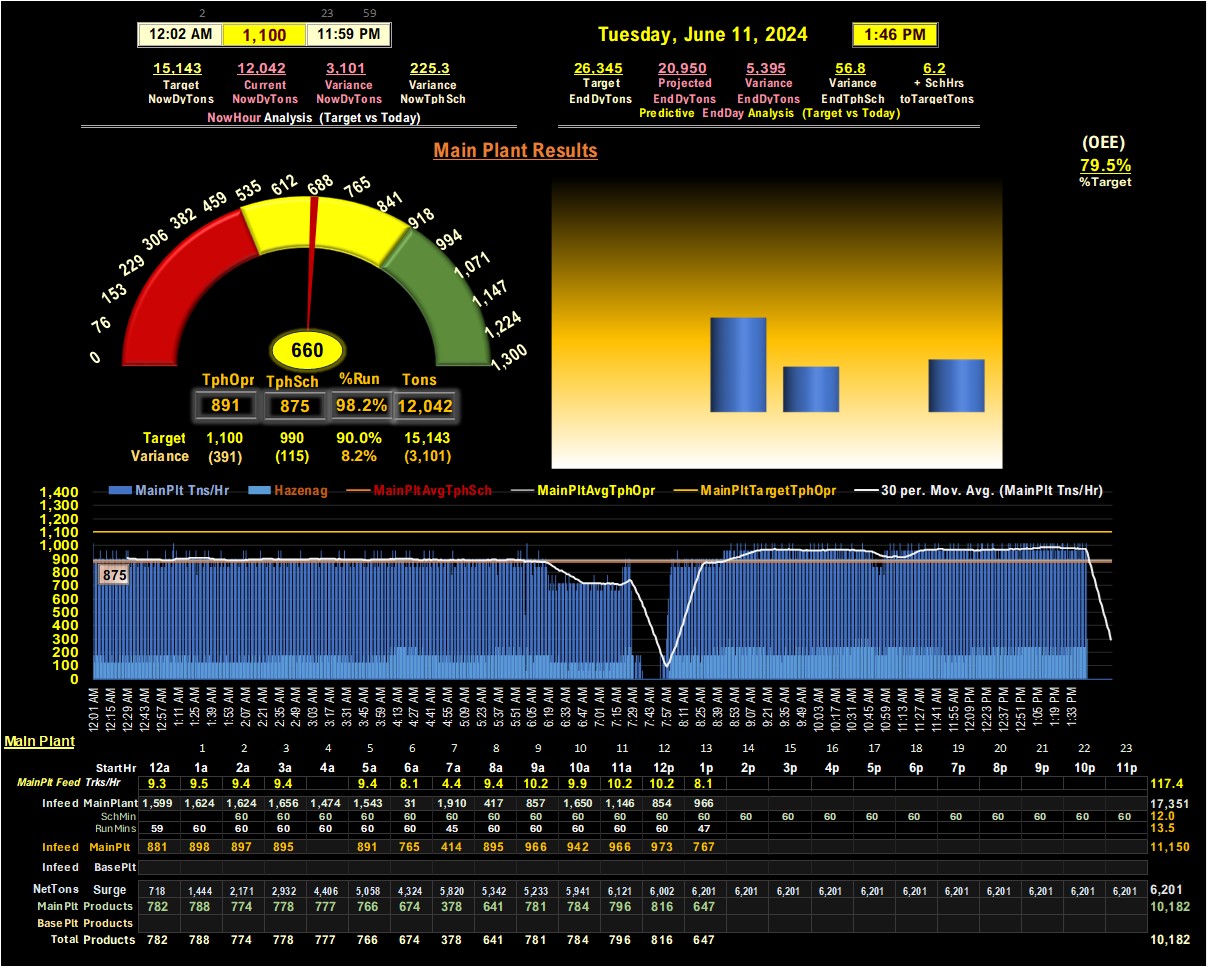 2 23 59
12:02 AM 1,100 11:59 PM Tuesday, June 11, 2024 1:46 PM
15,143 12,042 3,101 225.3 26,345 20,950 5,395 56.8 6.2
Target Current Variance Variance Target Projected Variance Variance + SchHrs
NowDyTons NowDyTons NowDyTons NowTphSch EndDyTons EndDyTons EndDyTons EndTphSch toTargetTons
NowHour Analysis (Target vs Today) Predictive EndDay Analysis (Target vs Today)
Main Plant Results
(OEE)
79.5%
%Target
0 76 153 229 306 382 459 535 612 688 765 841 918 994 1,071 1,147 1,224 1,300
660
TphOpr TphSch %Run Tons
891 875 98.2% 12,042
Target 1,100 990 90.0% 15,143
Variance (391) (115) 8.2% (3,101)
MainPlt Tns/Hr Hazenag MainPltAvgTphSch MainPltAvgTphOpr MainPltTargetTphOpr 30 per. Mov. Avg. (MainPlt Tns/Hr)
1,400
1,300
1,200
1,100
1,000
900
800
700
600
500
400
300
200
100
0
875
12:01 AM 12:15 AM 12:29 AM 12:43 AM 12:57 AM 1:11 AM 1:25 AM 1:39 AM 1:53 AM 2:07 AM 2:21 AM 2:35 AM 2:49 AM 3:03 AM 3:17 AM 3:31 AM 3:45 AM 3:59 AM 4:13 AM 4:27 AM 4:41 AM 4:55 AM 5:09 AM 5:23 AM 5:37 AM 5:51 AM 6:05 AM 6:19 AM 6:33 AM 6:47 AM 7:01 AM 7:15 AM 7:29 AM 7:43 AM 7:57 AM 8:11 AM 8:25 AM 8:39 AM 8:53 AM 9:07 AM 9:21 AM 9:35 AM 9:49 AM 10:03 AM 10:17 AM 10:31 AM 10:45 AM 10:59 AM 11:13 AM 11:27 AM 11:41 AM 11:55 AM 12:09 PM 12:23 PM 12:37 PM 12:51 PM 1:05 PM 1:19 PM 1:33 PM
Main Plant
1 2 3 4 5 6 7 8 9 10 11 12 13 14 15 16 17 18 19 20 21 22 23
StartHr 12a 1a 2a 3a 4a 5a 6a 7a 8a 9a 10a 11a 12p 1p 2p 3p 4p 5p 6p 7p 8p 9p 10p 11p
MainPlt Feed Trks/Hr 9.3 9.5 9.4 9.4 9.4 8.1 4.4 9.4 10.2 9.9 10.2 10.2 8.1 117.4
Infeed MainPlant 1,599 1,624 1,624 1,656 1,474 1,543 31 1,910 417 857 1,650 1,146 854 966 17,351
SchMin 60 60 60 60 60 60 60 60 60 60 60 60 60 60 60 60 60 60 60 60 60 60 12.0
RunMins 59 60 60 60 60 60 60 45 60 60 60 60 60 47 13.5
Infeed MainPlt 881 898 897 895 891 765 414 895 966 942 966 973 767 11,150
Infeed BasePlt
NetTons Surge 718 1,444 2,171 2,932 4,406 5,058 4,324 5,820 5,342 5,233 5,941 6,121 6,002 6,201 6,201 6,201 6,201 6,201 6,201 6,201 6,201 6,201 6,201 6,201 6,201
MainPlt Products 782 788 774 778 777 766 674 378 641 781 784 796 816 647 10,182
BasePlt Products
Total Products 782 788 774 778 777 766 674 378 641 781 784 796 816 647 10,182